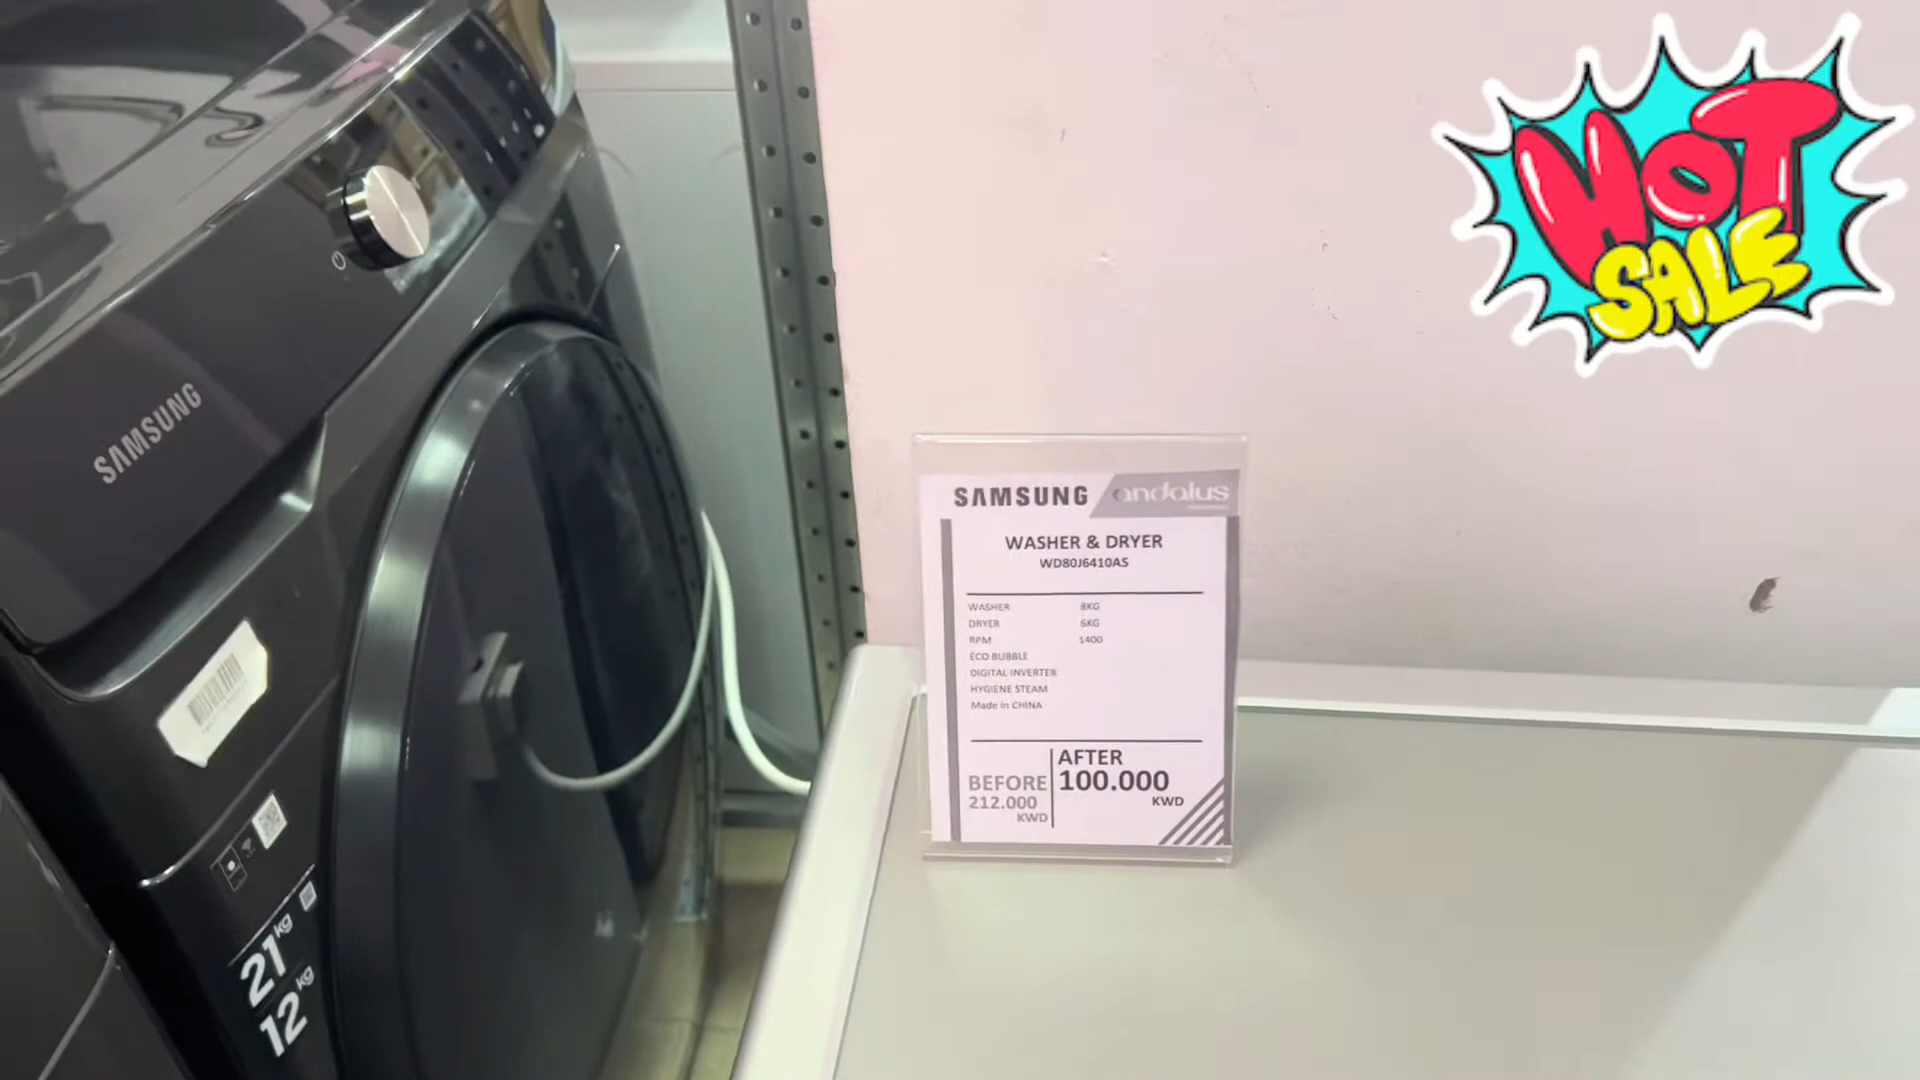 HOT
SALE
SAMSUNG
21kg
12kg
SAMSUNG andalus
WASHER & DRYER
WD80J6410AS
WASHER 8KG
DRYER 6KG
RPM 1400
ECO BUBBLE
DIGITAL INVERTER
HYGIENE STEAM
Made in CHINA
BEFORE
212.000
KWD
AFTER
100.000
KWD